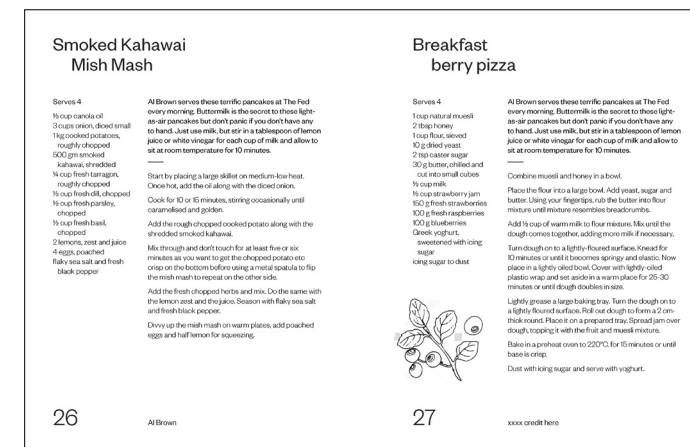 Smoked Kahawai
Mish Mash
Serves 4
⅓ cup canola oil
3 cups onion, diced small
1 kg cooked potatoes,
roughly chopped
500 gm smoked
kahawai, shredded
¼ cup fresh tarragon,
roughly chopped
½ cup fresh dill, chopped
½ cup fresh parsley,
chopped
½ cup fresh basil,
chopped
2 lemons, zest and juice
4 eggs, poached
flaky sea salt and fresh
black pepper
Al Brown serves these terrific pancakes at The Fed
every morning. Buttermilk is the secret to these light-
as-air pancakes but don't panic if you don't have any
to hand. Just use milk, but stir in a tablespoon of lemon
juice or white vinegar for each cup of milk and allow to
sit at room temperature for 10 minutes.
Start by placing a large skillet on medium-low heat.
Once hot, add the oil along with the diced onion.
Cook for 10 or 15 minutes, stirring occasionally until
caramelised and golden.
Add the rough chopped cooked potato along with the
shredded smoked kahawai.
Mix through and don't touch for at least five or six
minutes as you want to get the chopped potato eto
crisp on the bottom before using a metal spatula to flip
the mish mash to repeat on the other side.
Add the fresh chopped herbs and mix. Do the same with
the lemon zest and the juice. Season with flaky sea salt
and fresh black pepper.
Divvy up the mish mash on warm plates, add poached
eggs and half lemon for squeezing.
26
Al Brown
Breakfast
berry pizza
Serves 4
1 cup natural muesli
2 tbsp honey
1 cup flour, sieved
10 g dried yeast
2 tsp caster sugar
30 g butter, chilled and
cut into small cubes
½ cup milk
½ cup strawberry jam
150 g fresh strawberries
100 g fresh raspberries
100 g blueberries
Greek yoghurt,
sweetened with icing
sugar
icing sugar to dust
Al Brown serves these terrific pancakes at The Fed
every morning. Buttermilk is the secret to these light-
as-air pancakes but don't panic if you don't have any
to hand. Just use milk, but stir in a tablespoon of lemon
juice or white vinegar for each cup of milk and allow to
sit at room temperature for 10 minutes.
Combine muesli and honey in a bowl.
Place the flour into a large bowl. Add yeast, sugar and
butter. Using your fingertips, rub the butter into flour
mixture until mixture resembles breadcrumbs.
Add ½ cup of warm milk to flour mixture. Mix until the
dough comes together, adding more milk if necessary.
Turn dough on to a lightly-floured surface. Knead for
10 minutes or until it becomes springy and elastic. Now
place in a lightly oiled bowl. Cover with lightly-oiled
plastic wrap and set aside in a warm place for 25-30
minutes or until dough doubles in size.
Lightly grease a large baking tray. Turn the dough on to
a lightly floured surface. Roll out dough to form a 2 cm-
thick round. Place it on a prepared tray. Spread jam over
dough, topping it with the fruit and muesli mixture.
Bake in a preheat oven to 220°C. for 15 minutes or until
base is crisp.
Dust with icing sugar and serve with yoghurt.
27
xxxx credit here